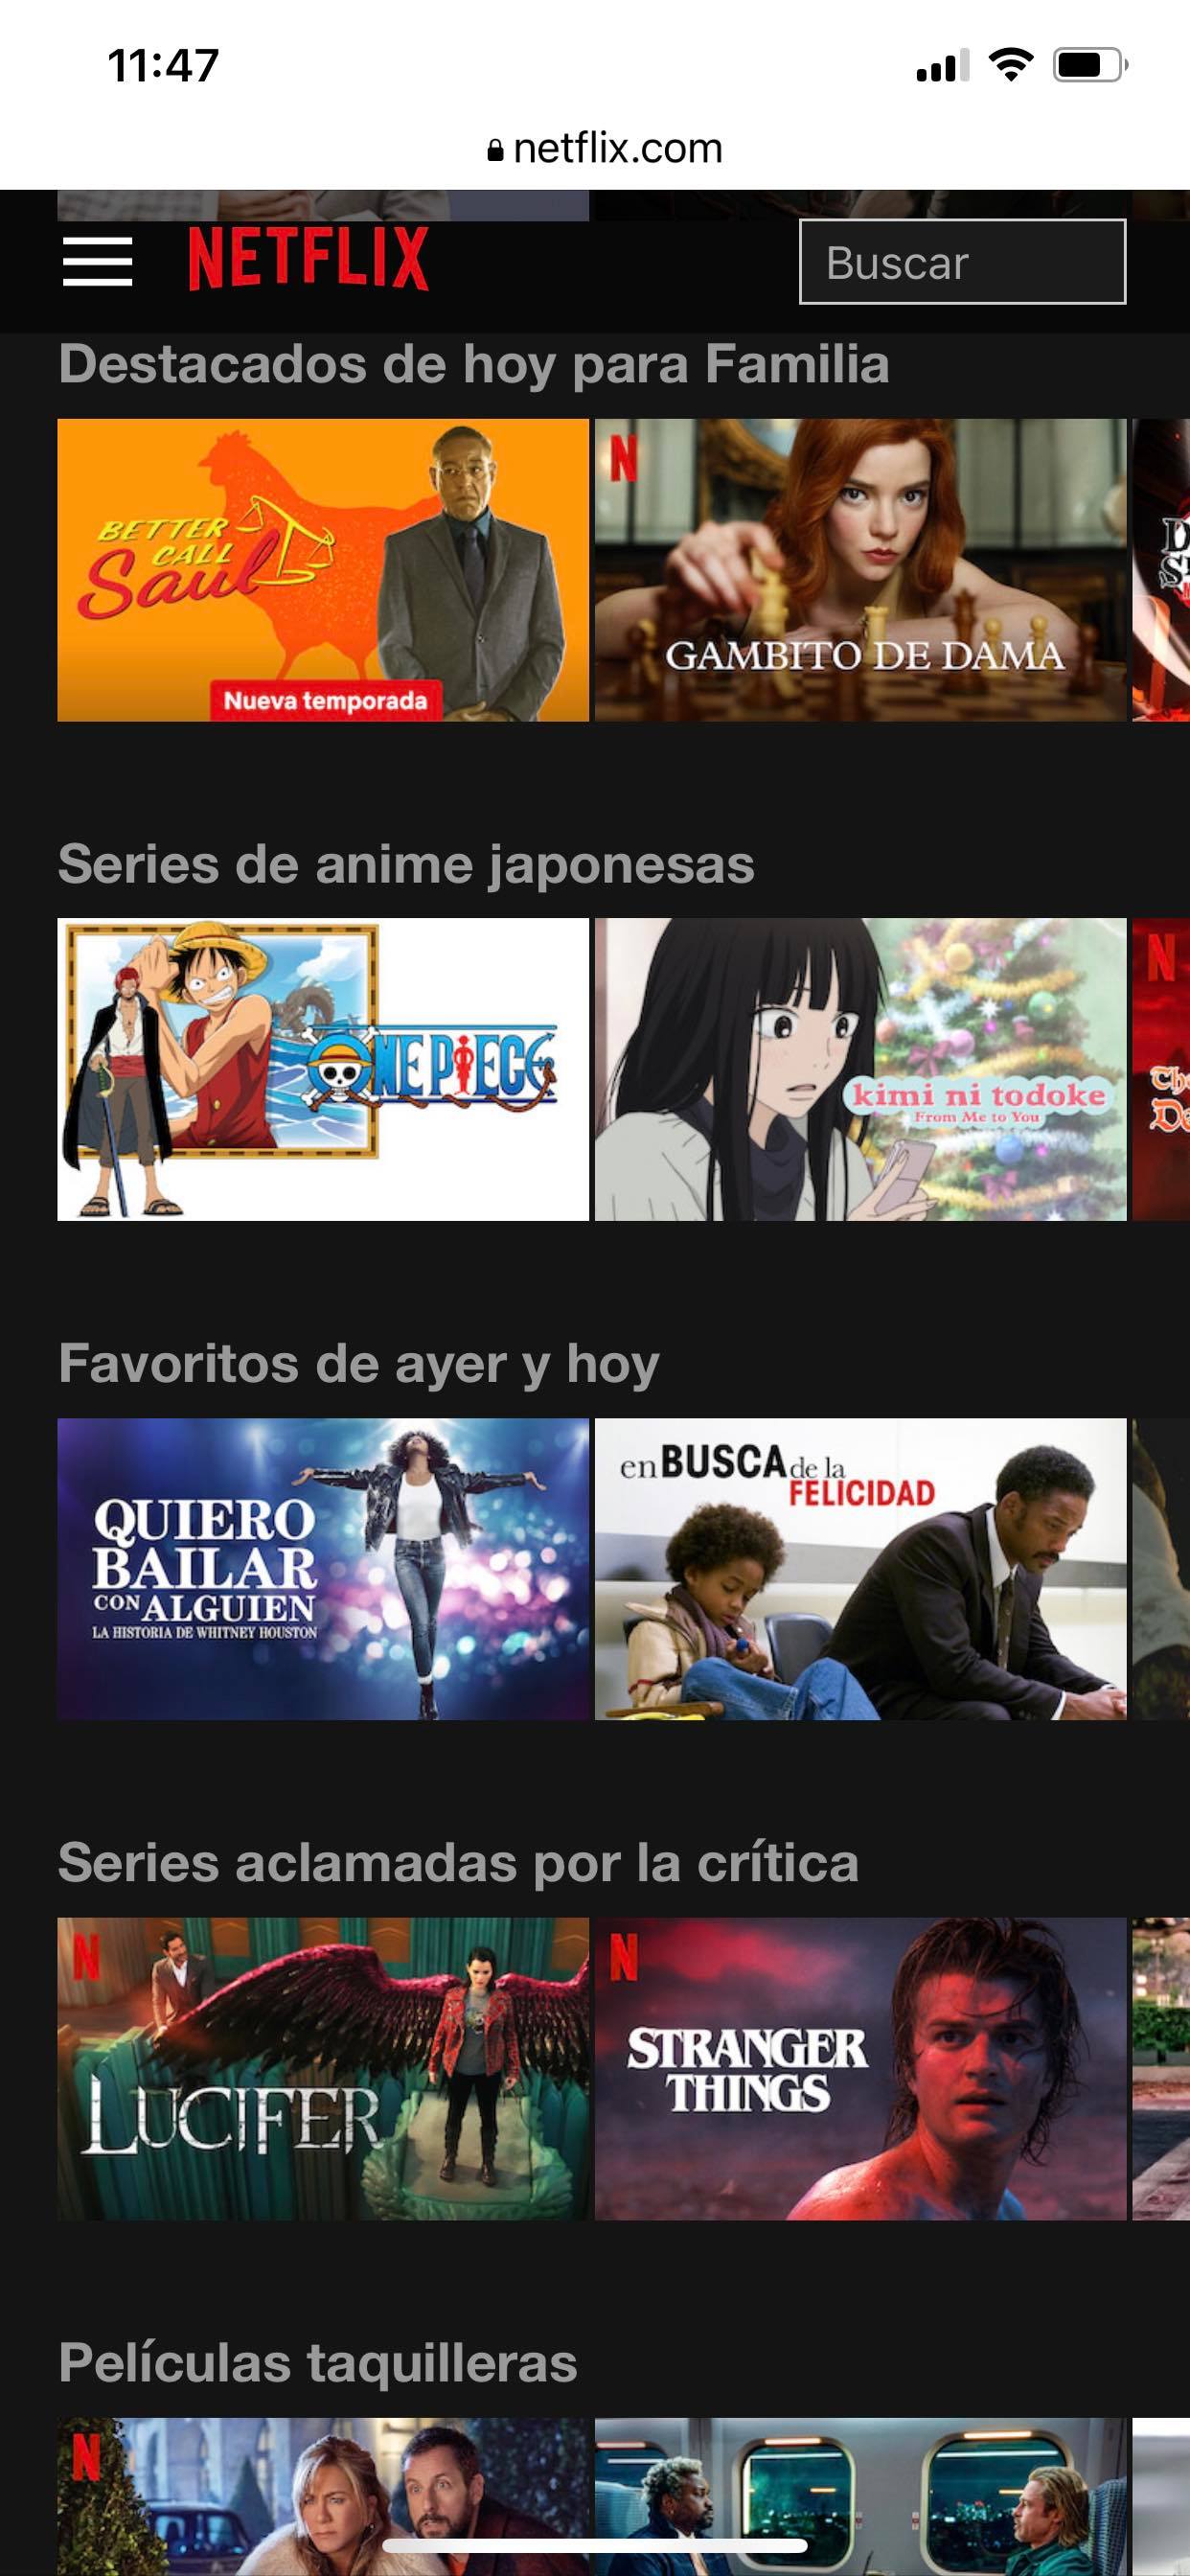 11:47
netflix.com
NETFLIX
Buscar
Destacados de hoy para Familia
BETTER
CALL
Saul
Nueva temporada
N
GAMBITO DE DAMA
Series de anime japonesas
ONE PIECE
kimi ni todoke
From Me to You
N
Favoritos de ayer y hoy
QUIERO
BAILAR
CON ALGUIEN
LA HISTORIA DE WHITNEY HOUSTON
en BUSCA de la
FELICIDAD
Series aclamadas por la crítica
N
LUCIFER
N
STRANGER
THINGS
Películas taquilleras
N